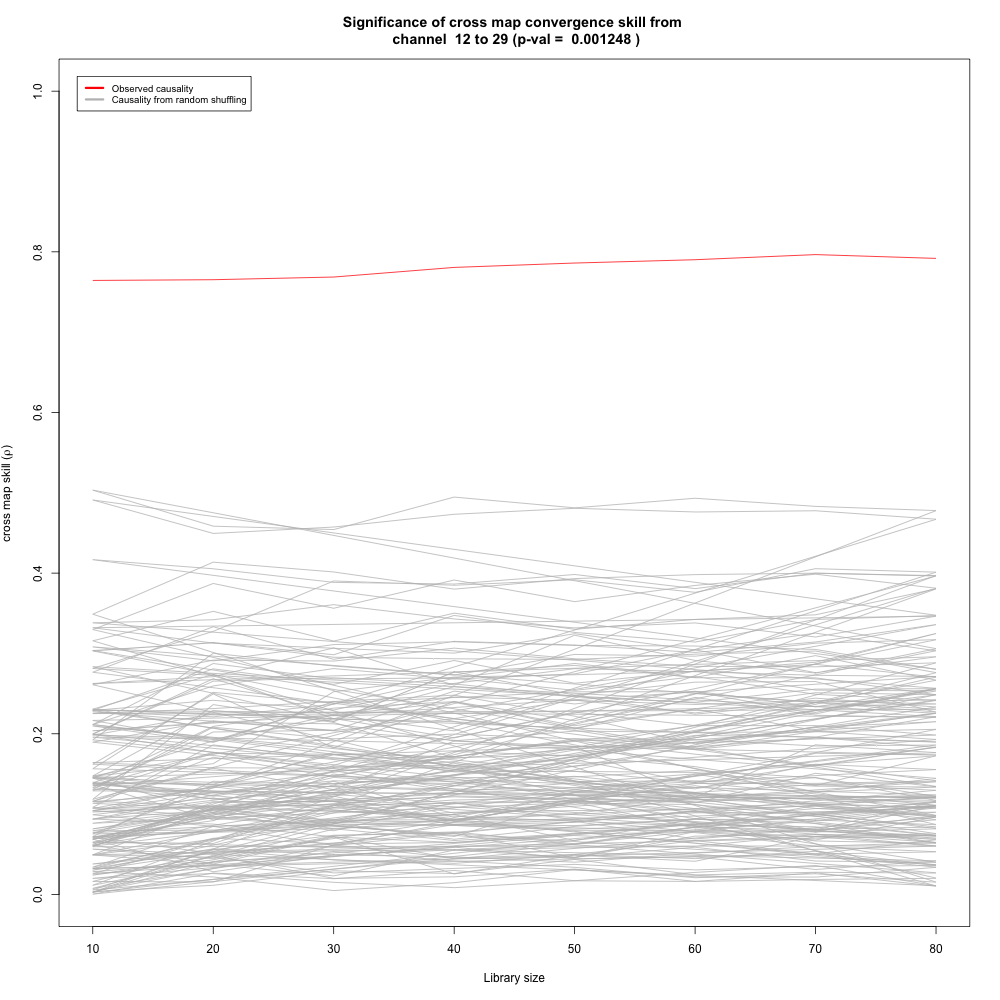 Significance of cross map convergence skill from
channel  12 to 29 (p-val =  0.001248 )
Observed causality
Causality from random shuffling
1.0
0.8
0.6
0.4
0.2
0.0
cross map skill (ρ)
10 20 30 40 50 60 70 80
Library size